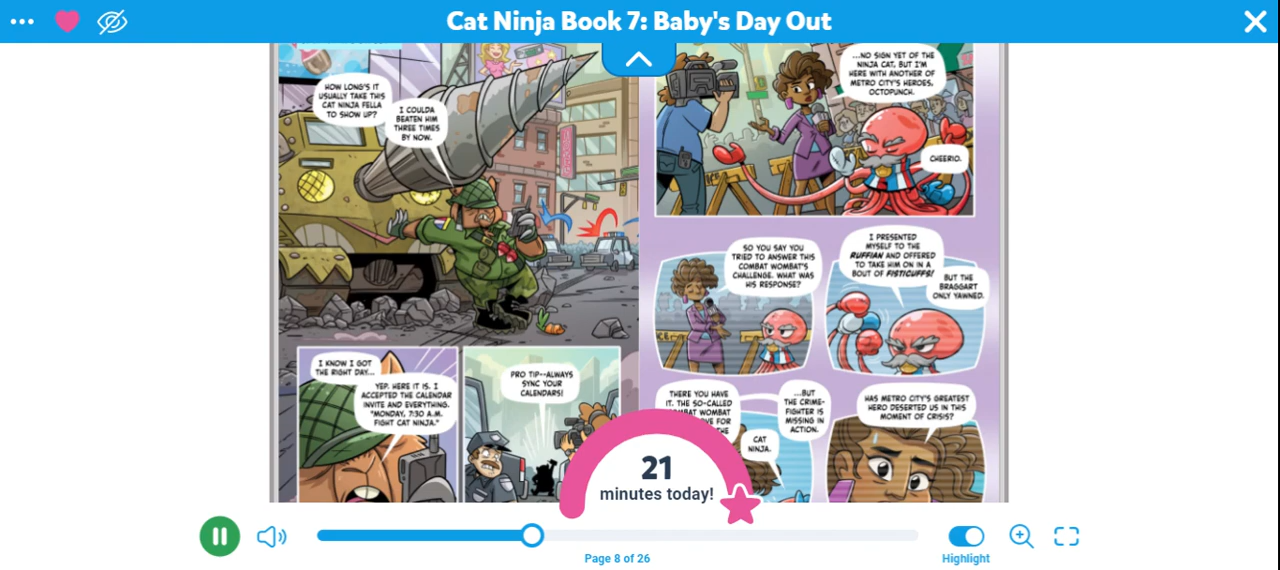 Cat Ninja Book 7: Baby's Day Out
HOW LONG'S IT
USUALLY TAKE THIS
CAT NINJA FELLA
TO SHOW UP?
I COULDA
BEATEN HIM
THREE TIMES
BY NOW.
I KNOW I GOT
THE RIGHT DAY...
YEP. HERE IT IS. I
ACCEPTED THE CALENDAR
INVITE AND EVERYTHING.
"MONDAY, 7:30 A.M.
FIGHT CAT NINJA."
PRO TIP--ALWAYS
SYNC YOUR
CALENDARS!
...NO SIGN YET OF THE
NINJA CAT, BUT I'M
HERE WITH ANOTHER OF
METRO CITY'S HEROES,
OCTOPUNCH.
CHEERIO.
SO YOU SAY YOU
TRIED TO ANSWER THIS
COMBAT WOMBAT'S
CHALLENGE. WHAT WAS
HIS RESPONSE?
I PRESENTED
MYSELF TO THE
RUFFIAN AND OFFERED
TO TAKE HIM ON IN A
BOUT OF FISTICUFFS!
BUT THE
BRAGGART
ONLY YAWNED.
THERE YOU HAVE
IT. THE SO-CALLED
WOMBAT
FOR
...BUT
THE CRIME-
FIGHTER IS
MISSING IN
ACTION.
CAT
NINJA.
HAS METRO CITY'S GREATEST
HERO DESERTED US IN THIS
MOMENT OF CRISIS?
21
minutes today!
Page 8 of 26
Highlight